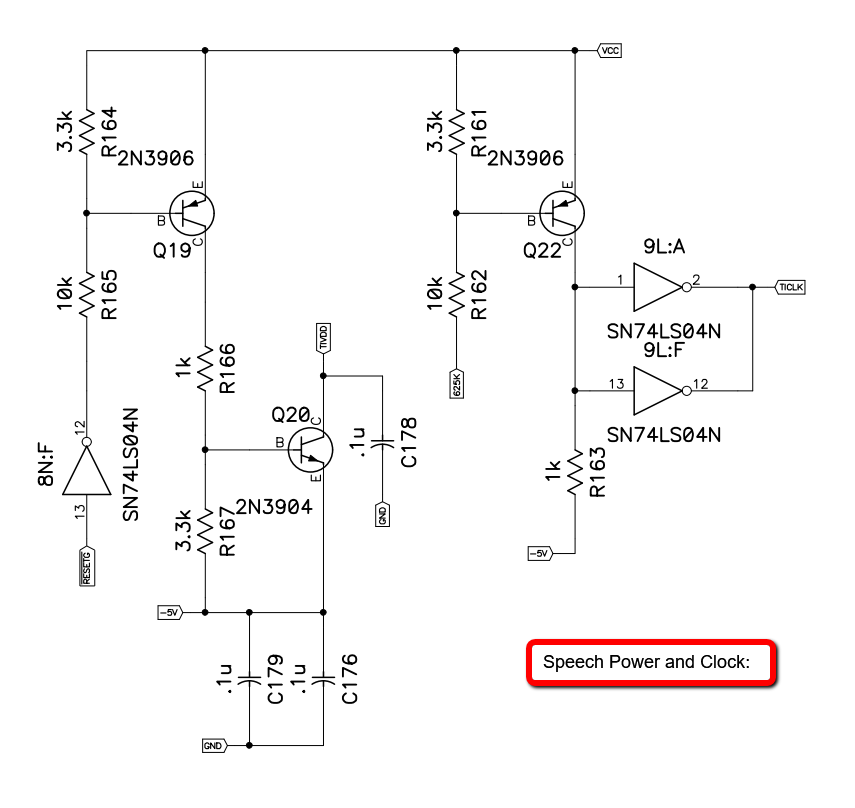 VCC
3.3k
R164
2N3906
E
B
C
Q19
10k
R165
3.3k
R161
2N3906
E
B
C
Q22
10k
R162
625K
9L:A
1
2
SN74LS04N
TICLK
9L:F
13
12
SN74LS04N
1k
R163
-5V
1k
R166
TIVDD
Q20
C
B
E
2N3904
.1u
C178
GND
8N:F
12
13
SN74LS04N
RESETG
3.3k
R167
-5V
.1u
C179
.1u
C176
GND
Speech Power and Clock: